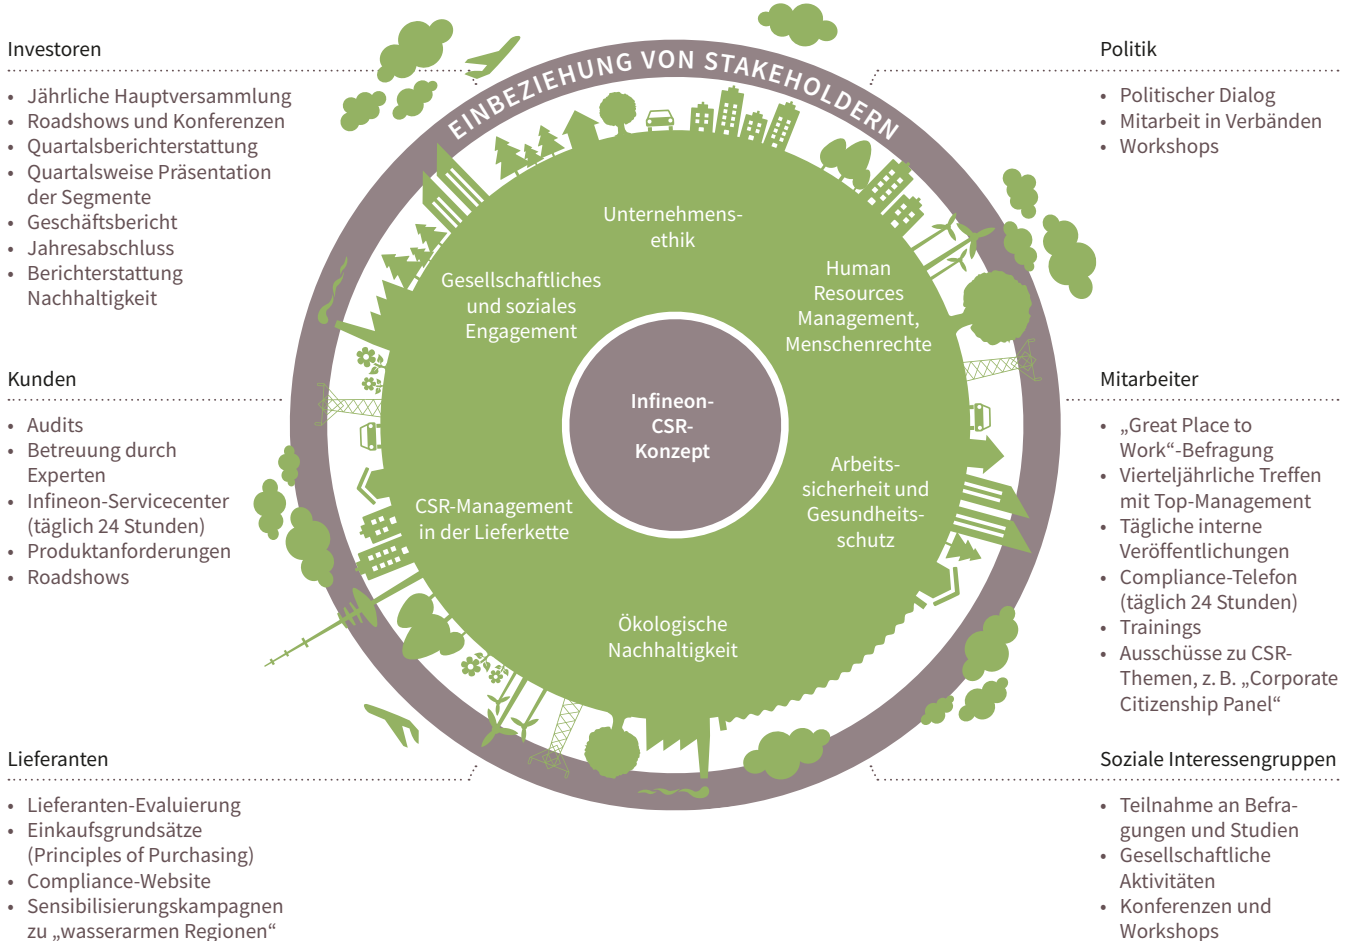 Investoren
• Jährliche Hauptversammlung
• Roadshows und Konferenzen
• Quartalsberichterstattung
• Quartalsweise Präsentation
der Segmente
• Geschäftsbericht
• Jahresabschluss
• Berichterstattung
Nachhaltigkeit
Kunden
• Audits
• Betreuung durch
Experten
• Infineon-Servicecenter
(täglich 24 Stunden)
• Produktanforderungen
• Roadshows
Lieferanten
• Lieferanten-Evaluierung
• Einkaufsgrundsätze
(Principles of Purchasing)
• Compliance-Website
• Sensibilisierungskampagnen
zu „wasserarmen Regionen“
EINBEZIEHUNG VON STAKEHOLDERN
Unternehmens-
ethik
Gesellschaftliches
und soziales
Engagement
Human
Resources
Management,
Menschenrechte
Infineon-
CSR-
Konzept
CSR-Management
in der Lieferkette
Arbeits-
sicherheit und
Gesundheits-
schutz
Ökologische
Nachhaltigkeit
Politik
• Politischer Dialog
• Mitarbeit in Verbänden
• Workshops
Mitarbeiter
• „Great Place to
Work“-Befragung
• Vierteljährliche Treffen
mit Top-Management
• Tägliche interne
Veröffentlichungen
• Compliance-Telefon
(täglich 24 Stunden)
• Trainings
• Ausschüsse zu CSR-
Themen, z. B. „Corporate
Citizenship Panel“
Soziale Interessengruppen
• Teilnahme an Befra-
gungen und Studien
• Gesellschaftliche
Aktivitäten
• Konferenzen und
Workshops